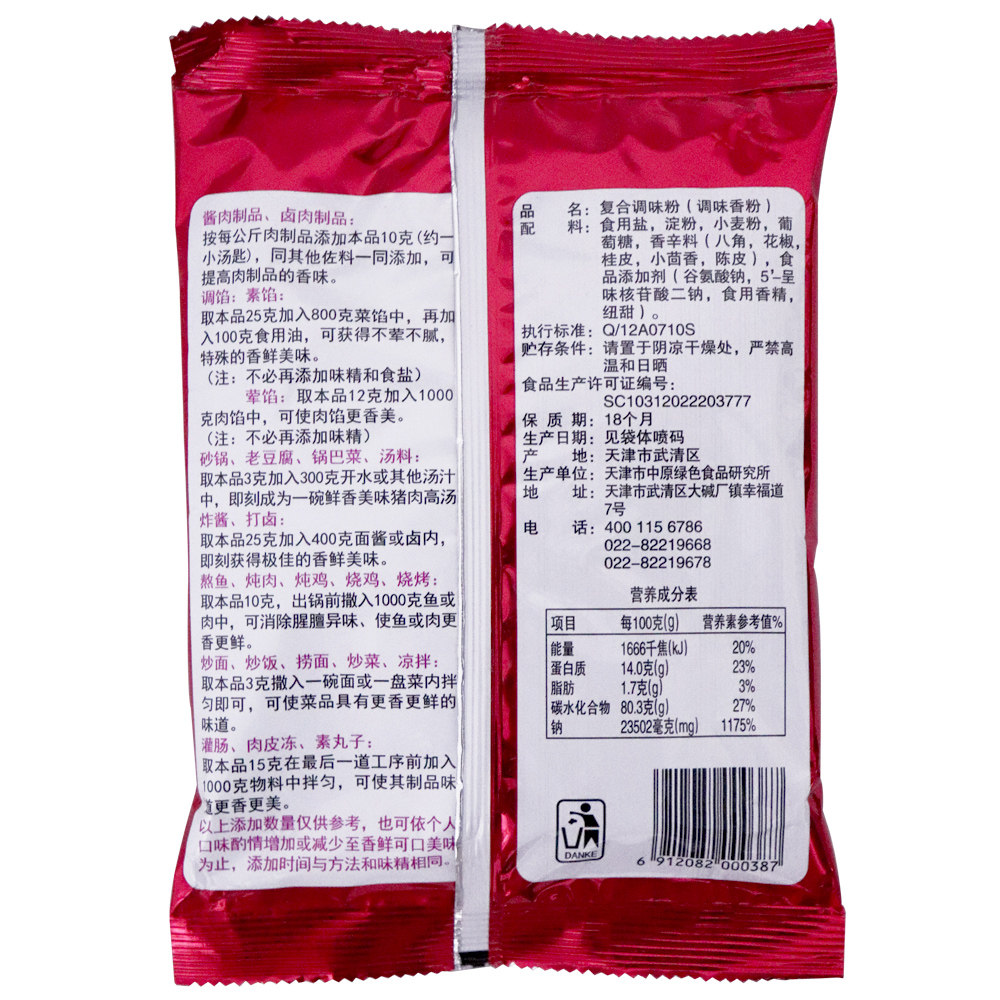 酱肉制品、卤肉制品：
按每公斤肉制品添加本品10克(约一
小汤匙)，同其他佐料一同添加，可
提高肉制品的香味。
调馅：素馅：
取本品25克加入800克菜馅中，再加
入100克食用油，可获得不荤不腻，
特殊的香鲜美味。
（注：不必再添加味精和食盐）
荤馅：取本品12克加入1000
克肉馅中，可使肉馅更香美。
（注：不必再添加味精）
砂锅、老豆腐、锅巴菜、汤料：
取本品3克加入300克开水或其他汤汁
中，即刻成为一碗鲜香美味猪肉高汤
炸酱、打卤：
取本品25克加入400克面酱或卤内，
即刻获得极佳的香鲜美味。
熬鱼、炖肉、炖鸡、烧鸡、烧烤：
取本品10克，出锅前撒入1000克鱼或
肉中，可消除腥膻异味、使鱼或肉更
香更鲜。
炒面、炒饭、捞面、炒菜、凉拌：
取本品3克撒入一碗面或一盘菜内拌
匀即可，可使菜品具有更香更鲜的
味道。
灌肠、肉皮冻、素丸子：
取本品15克在最后一道工序前加入
1000克物料中拌匀，可使其制品味
道更香更美。
以上添加数量仅供参考，也可依个人
口味酌情增加或减少至香鲜可口美味
为止，添加时间与方法和味精相同。
品 名：复合调味粉（调味香粉）
配 料：食用盐，淀粉，小麦粉，葡
萄糖，香辛料（八角，花椒，
桂皮，小茴香，陈皮），食
品添加剂（谷氨酸钠，5′-呈
味核苷酸二钠，食用香精，
纽甜）。
执行标准：Q/12A0710S
贮存条件：请置于阴凉干燥处，严禁高
温和日晒
食品生产许可证编号：
SC10312022203777
保 质 期：18个月
生产日期：见袋体喷码
产 地：天津市武清区
生产单位：天津市中原绿色食品研究所
地 址：天津市武清区大碱厂镇幸福道
7号
电 话：400 115 6786
022-82219668
022-82219678
营养成分表
项目 每100克(g) 营养素参考值%
能量 1666千焦(kJ) 20%
蛋白质 14.0克(g) 23%
脂肪 1.7克(g) 3%
碳水化合物 80.3克(g) 27%
钠 23502毫克(mg) 1175%
DANKE
6 912082 000387